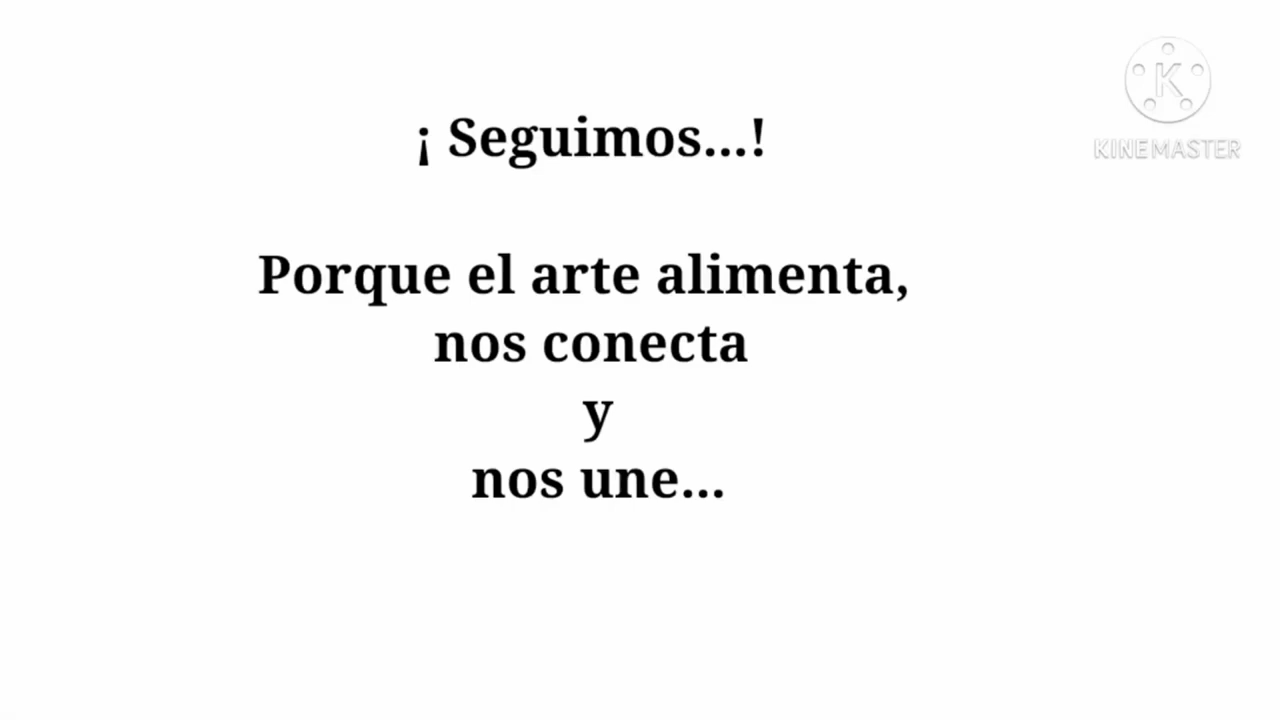 ¡ Seguimos...!
Porque el arte alimenta,
nos conecta
y
nos une...
K
KINEMASTER